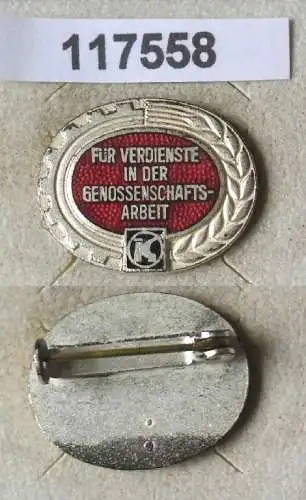 117558
FÜR VERDIENSTE
IN DER
GENOSSENSCHAFTS-
ARBEIT
K